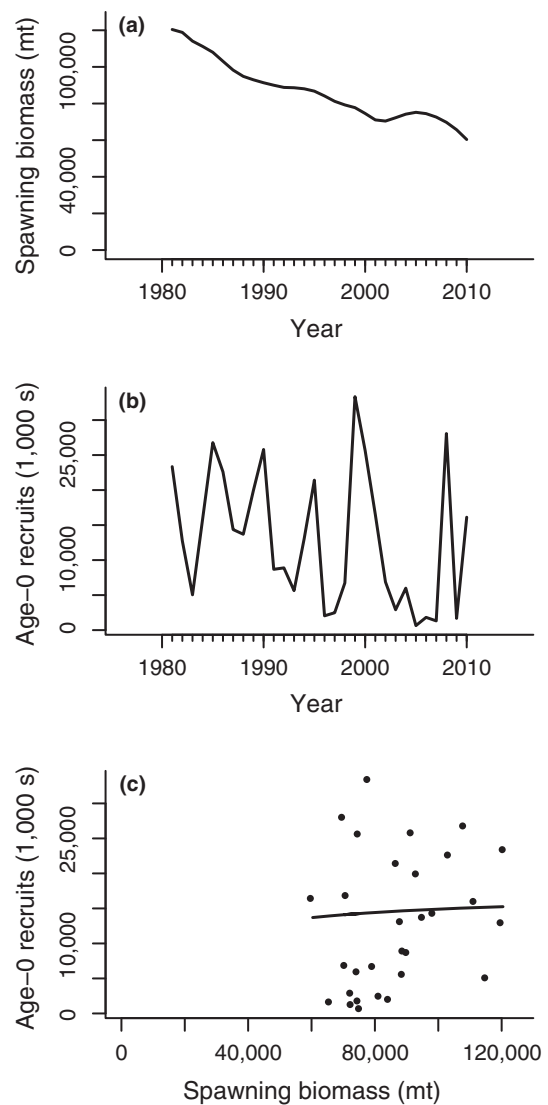 (a)
Spawning biomass (mt)
100,000
40,000
0
1980 1990 2000 2010
Year
(b)
Age–0 recruits (1,000 s)
25,000
10,000
0
1980 1990 2000 2010
Year
(c)
Age–0 recruits (1,000 s)
25,000
10,000
0
0 40,000 80,000 120,000
Spawning biomass (mt)